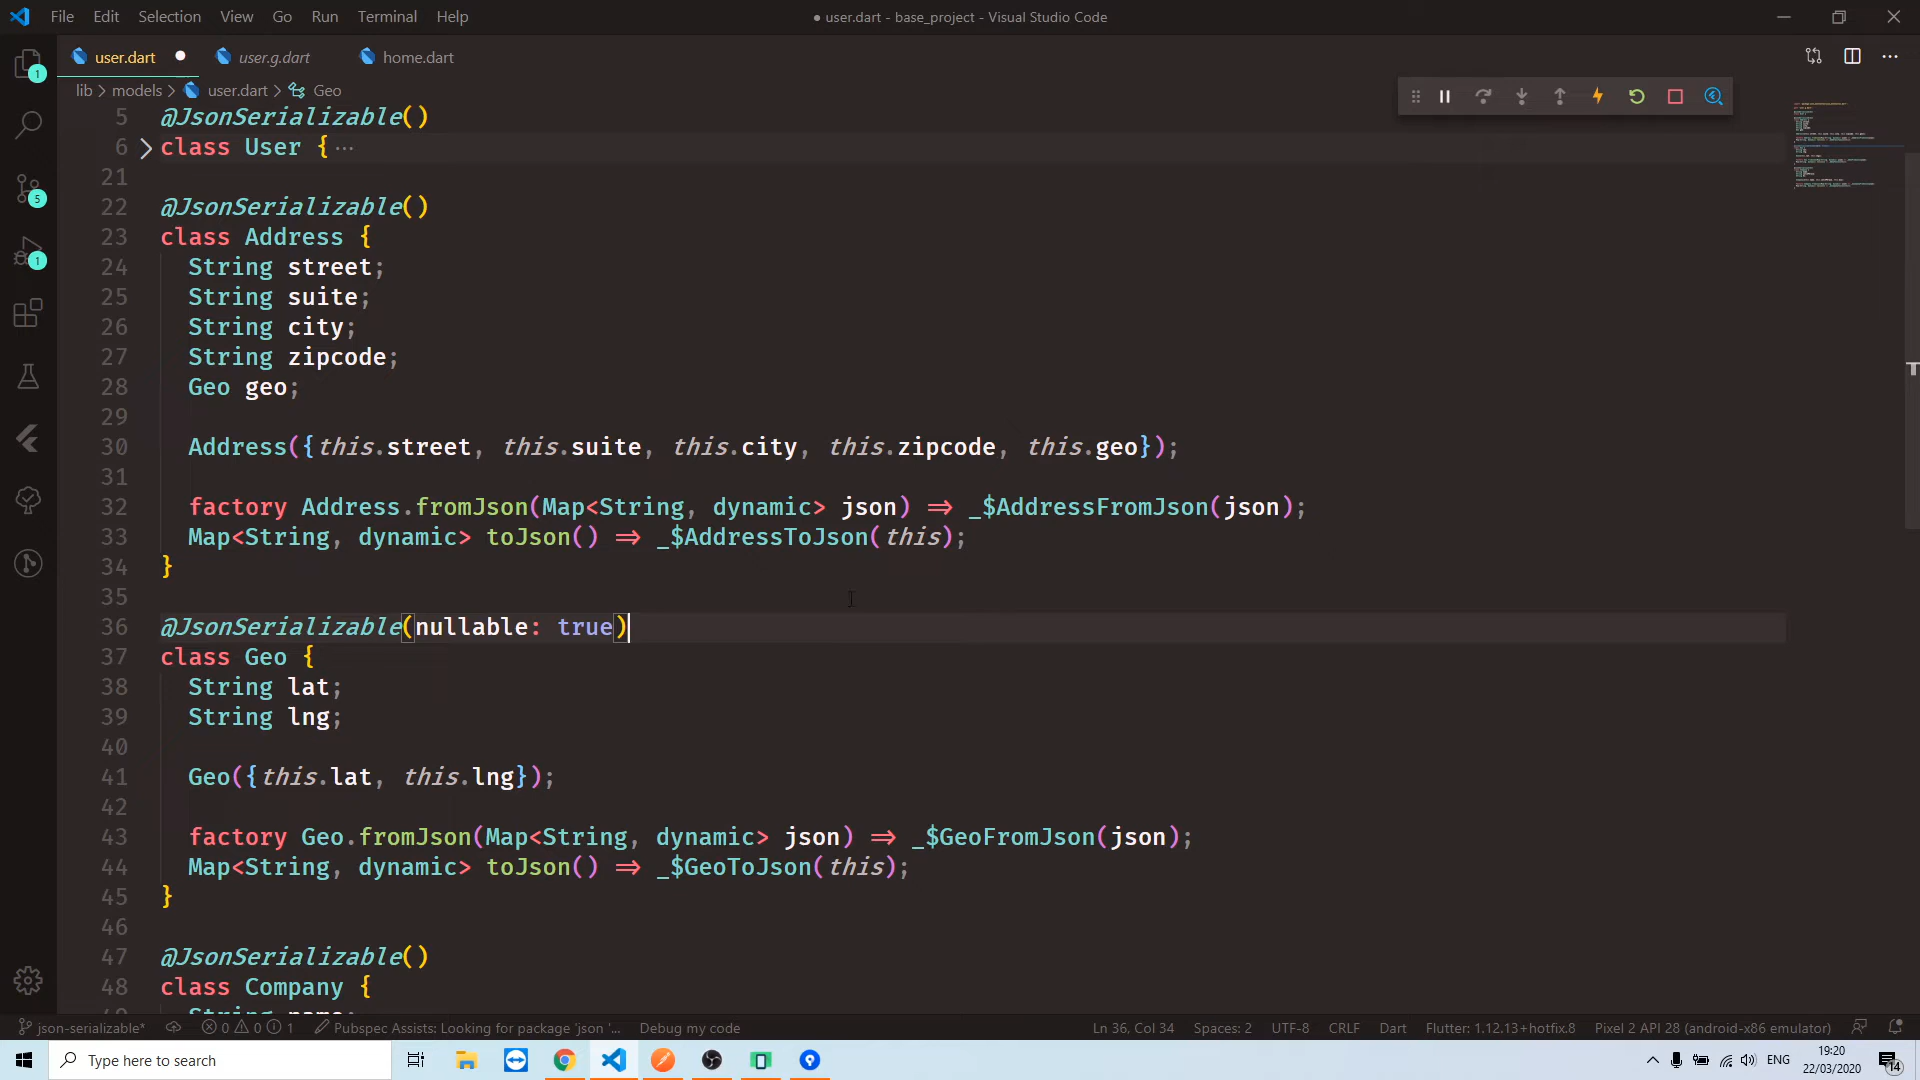 File Edit Selection View Go Run Terminal Help
● user.dart - base_project - Visual Studio Code
user.dart
user.g.dart
home.dart
lib > models > user.dart > Geo
5 @JsonSerializable()
6 class User { ···
21
22 @JsonSerializable()
23 class Address {
24 String street;
25 String suite;
26 String city;
27 String zipcode;
28 Geo geo;
29
30 Address({this.street, this.suite, this.city, this.zipcode, this.geo});
31
32 factory Address.fromJson(Map<String, dynamic> json) => _$AddressFromJson(json);
33 Map<String, dynamic> toJson() => _$AddressToJson(this);
34 }
35
36 @JsonSerializable(nullable: true)
37 class Geo {
38 String lat;
39 String lng;
40
41 Geo({this.lat, this.lng});
42
43 factory Geo.fromJson(Map<String, dynamic> json) => _$GeoFromJson(json);
44 Map<String, dynamic> toJson() => _$GeoToJson(this);
45 }
46
47 @JsonSerializable()
48 class Company {
1
5
1
json-serializable* 0 0 1 Pubspec Assists: Looking for package 'json '... Debug my code Ln 36, Col 34 Spaces: 2 UTF-8 CRLF Dart Flutter: 1.12.13+hotfix.8 Pixel 2 API 28 (android-x86 emulator)
Type here to search
ENG
19:20
22/03/2020
14